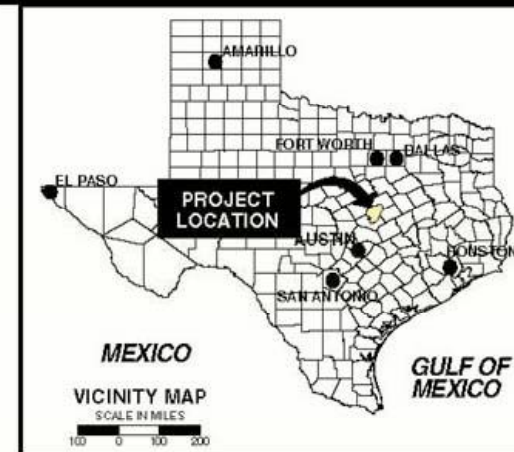 AMARILLO
FORT WORTH
DALLAS
EL PASO
PROJECT
LOCATION
AUSTIN
HOUSTON
SAN ANTONIO
MEXICO
GULF OF
MEXICO
VICINITY MAP
SCALE IN MILES
100 0 100 200